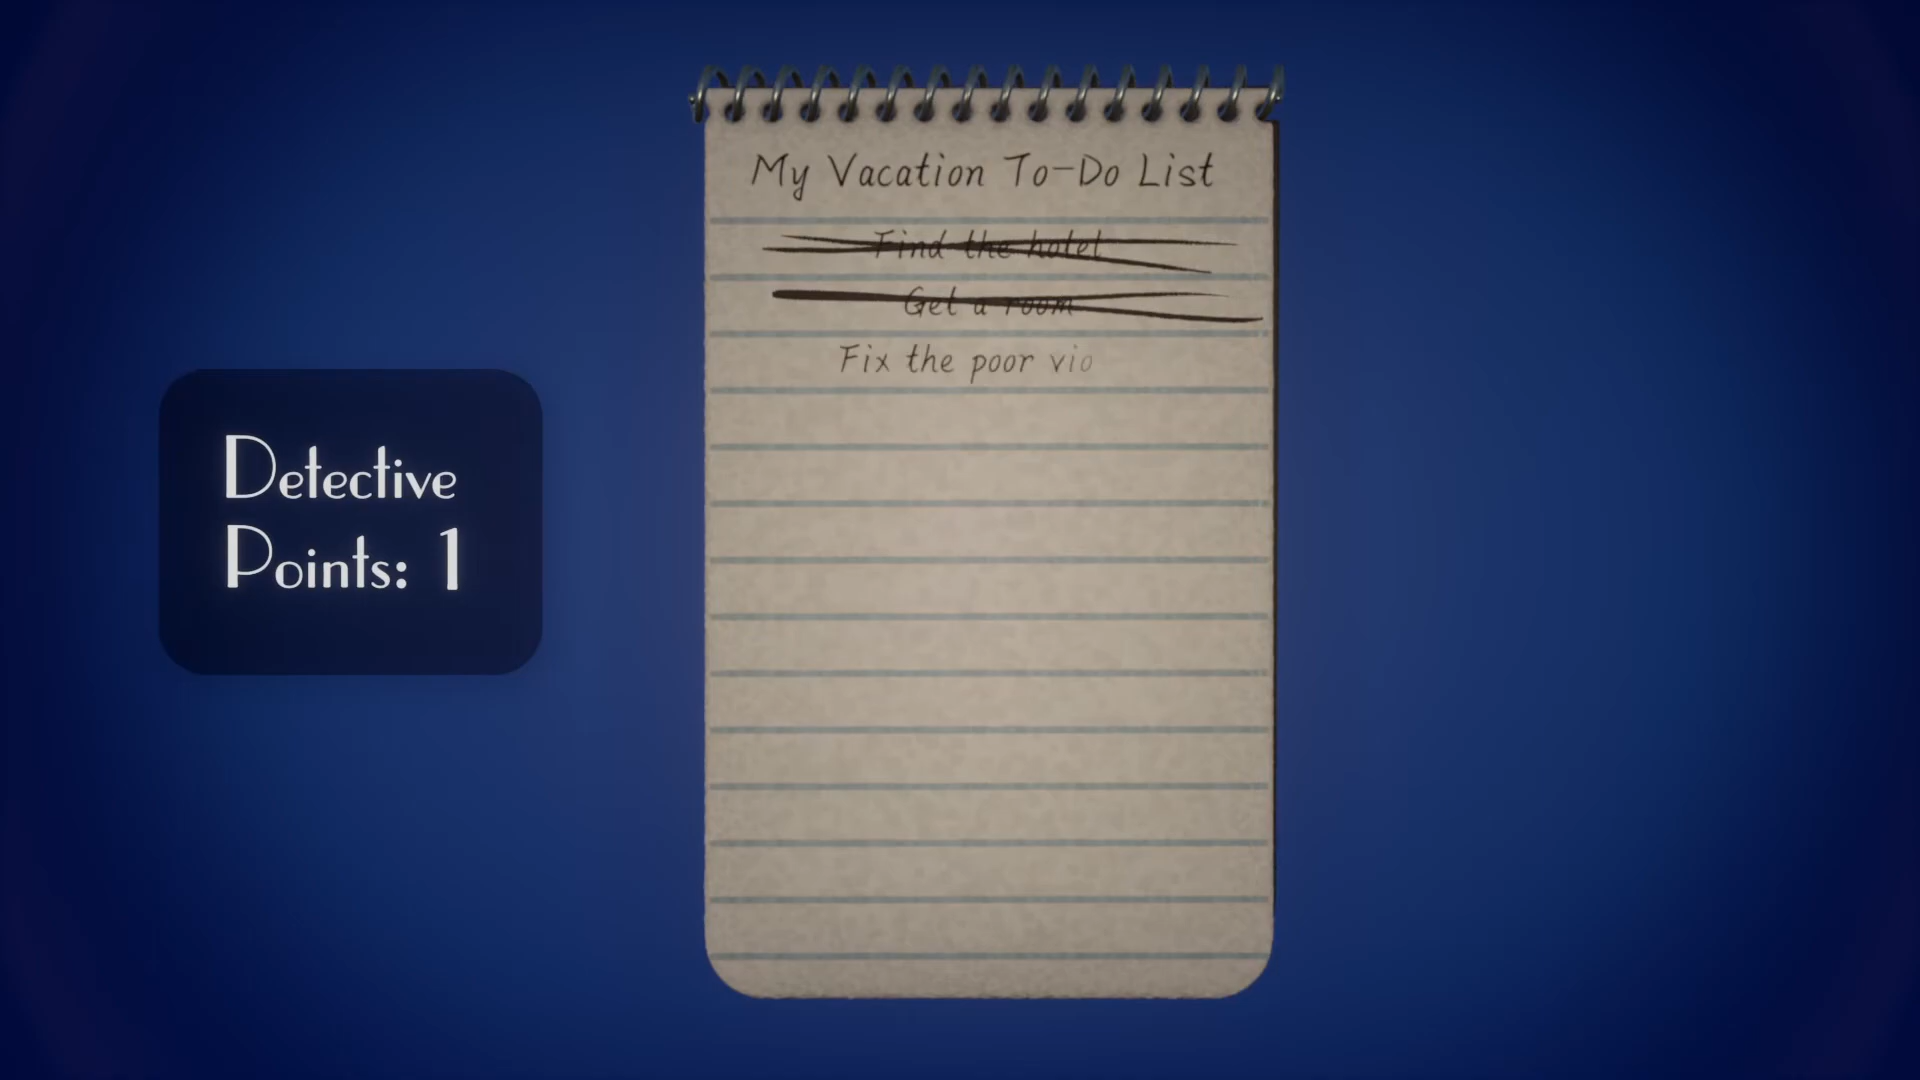 My Vacation To-Do List
Find the hotel
Get a room
Fix the poor vio
Detective
Points: 1